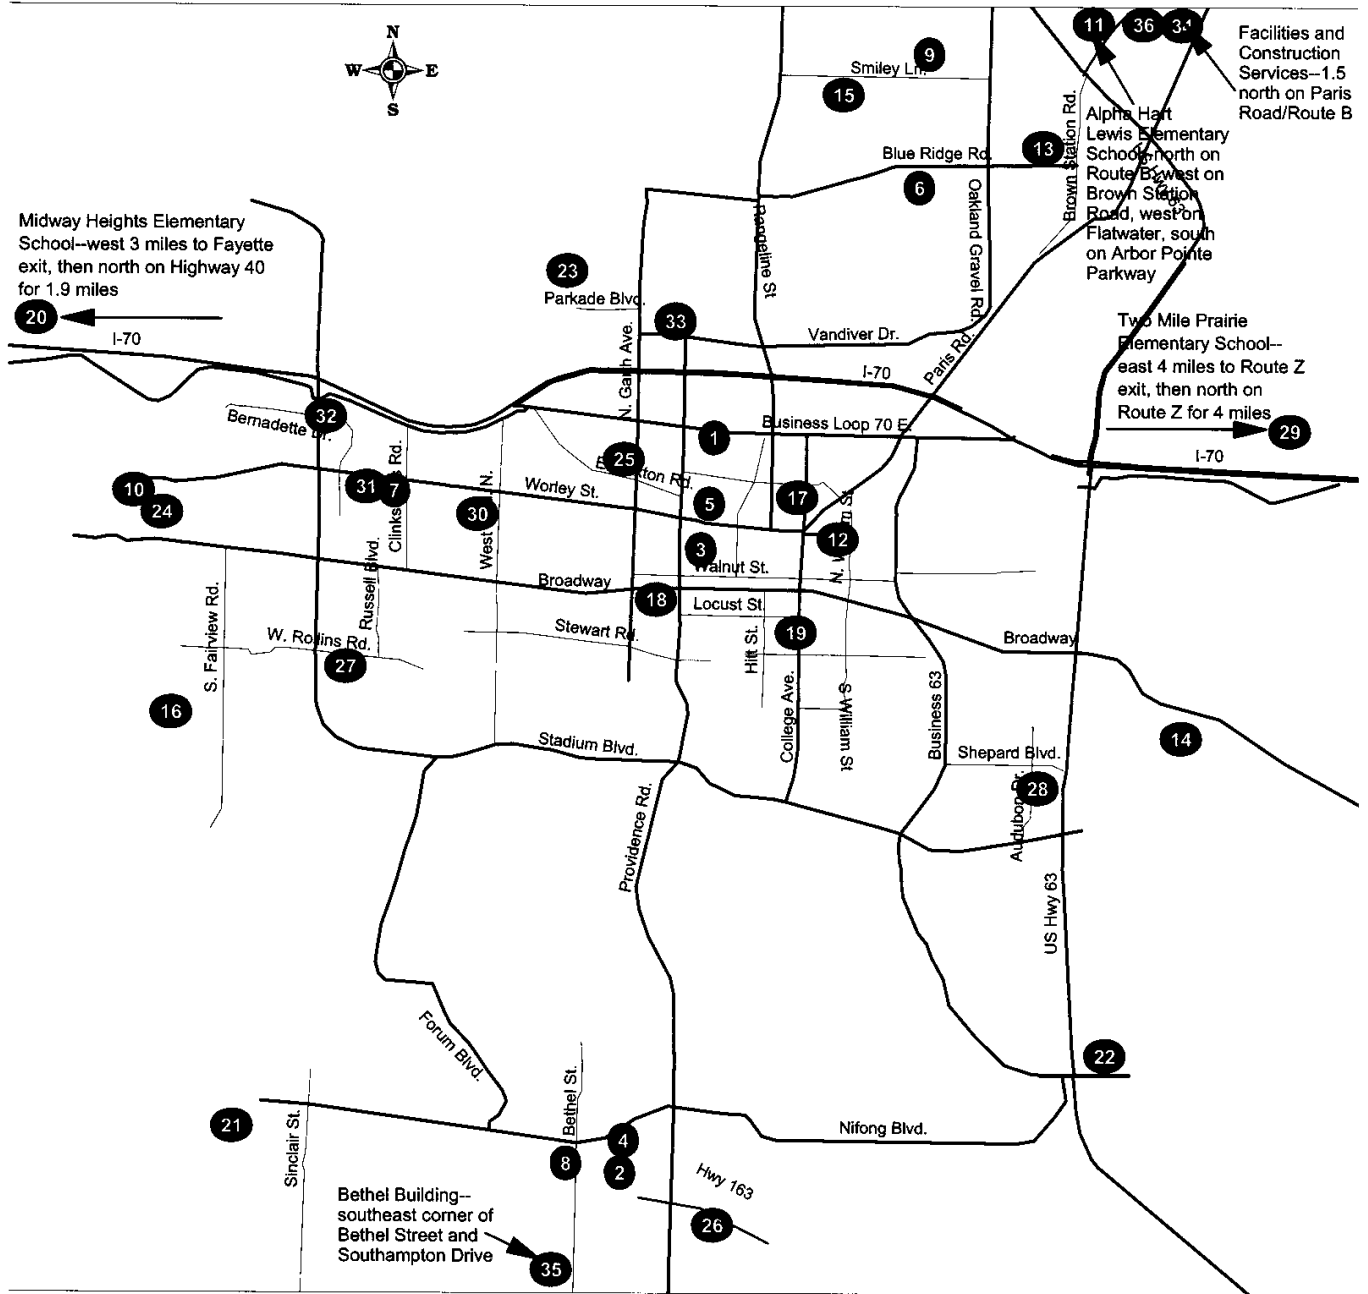 N
W E
S
9
11
36
34
Facilities and
Construction
Services--1.5
north on Paris
Road/Route B
Smiley Ln.
15
Brown Station Rd.
Alpha Hart
Lewis Elementary
School--north on
Route B, west on
Brown Station
Road, west on
Flatwater, south
on Arbor Pointe
Parkway
13
Blue Ridge Rd.
6
Oakland Gravel Rd.
Rangeline St
Midway Heights Elementary
School--west 3 miles to Fayette
exit, then north on Highway 40
for 1.9 miles
20
I-70
23
Parkade Blvd.
33
N. Garth Ave.
Vandiver Dr.
Paris Rd.
I-70
Two Mile Prairie
Elementary School--
east 4 miles to Route Z
exit, then north on
Route Z for 4 miles
29
I-70
32
Bernadette Dr.
1
Business Loop 70 E.
25
10
24
31
7
Rd.
30
Worley St.
5
17
12
3
Walnut St.
West N.
Russell Blvd.
Broadway
18
Locust St.
19
Stewart Rd.
Hitt St.
W. Rollins Rd.
27
S. Fairview Rd.
16
Broadway
14
College Ave.
S William St
Business 63
Shepard Blvd.
28
Audubon Dr.
Stadium Blvd.
Providence Rd.
US Hwy 63
Forum Blvd.
22
21
Sinclair St.
Bethel St.
4
8
2
Nifong Blvd.
Hwy 163
26
Bethel Building--
southeast corner of
Bethel Street and
Southampton Drive
35